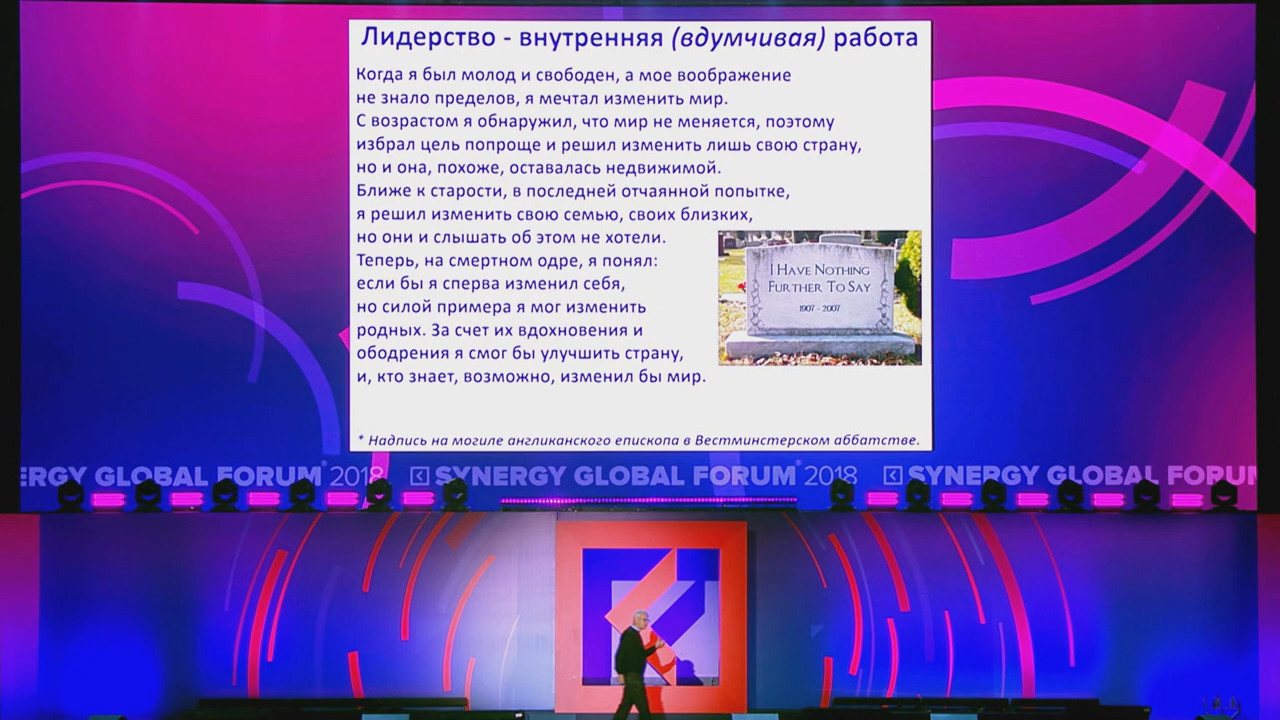 Лидерство - внутренняя (вдумчивая) работа
Когда я был молод и свободен, а мое воображение
не знало пределов, я мечтал изменить мир.
С возрастом я обнаружил, что мир не меняется, поэтому
избрал цель попроще и решил изменить лишь свою страну,
но и она, похоже, оставалась недвижимой.
Ближе к старости, в последней отчаянной попытке,
я решил изменить свою семью, своих близких,
но они и слышать об этом не хотели.
Теперь, на смертном одре, я понял:
если бы я сперва изменил себя,
но силой примера я мог изменить
родных. За счет их вдохновения и
ободрения я смог бы улучшить страну,
и, кто знает, возможно, изменил бы мир.
I HAVE NOTHING
FURTHER TO SAY
1907 - 2007
* Надпись на могиле англиканского епископа в Вестминстерском аббатстве.
ERGY GLOBAL FORUM 2018 SYNERGY GLOBAL FORUM 2018 SYNERGY GLOBAL FORUM